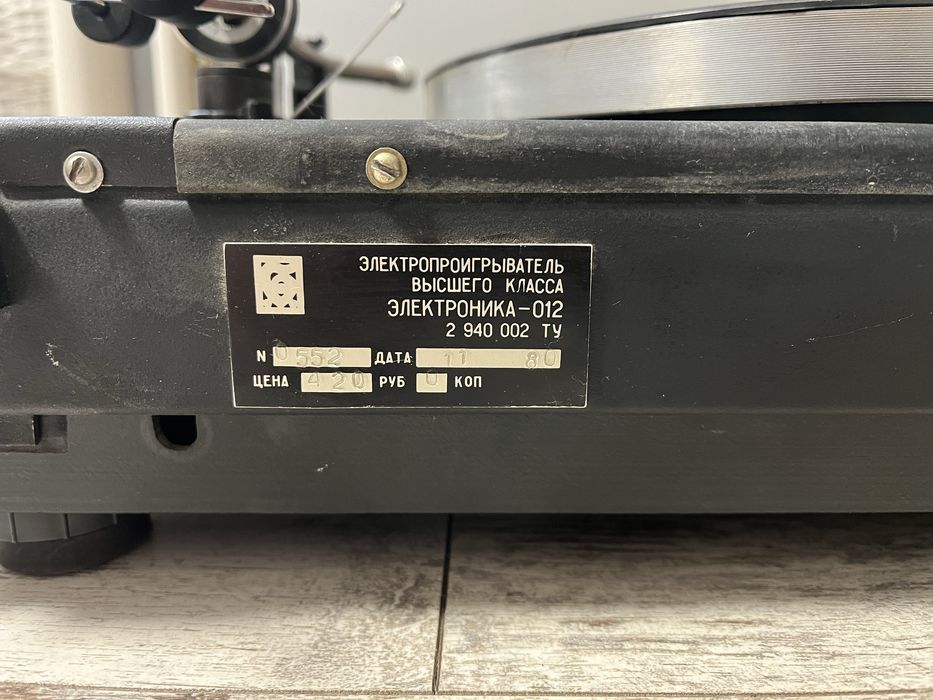 ЭЛЕКТРОПРОИГРЫВАТЕЛЬ
ВЫСШЕГО КЛАССА
ЭЛЕКТРОНИКА-012
2 940 002 ТУ
N 0552 ДАТА 11 80
ЦЕНА 420 РУБ 0 КОП